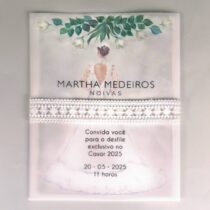 MARTHA MEDEIROS
NOIVAS
Convida você
para o desfile
exclusivo no
Casar 2025
20 - 05 - 2025
11 horas